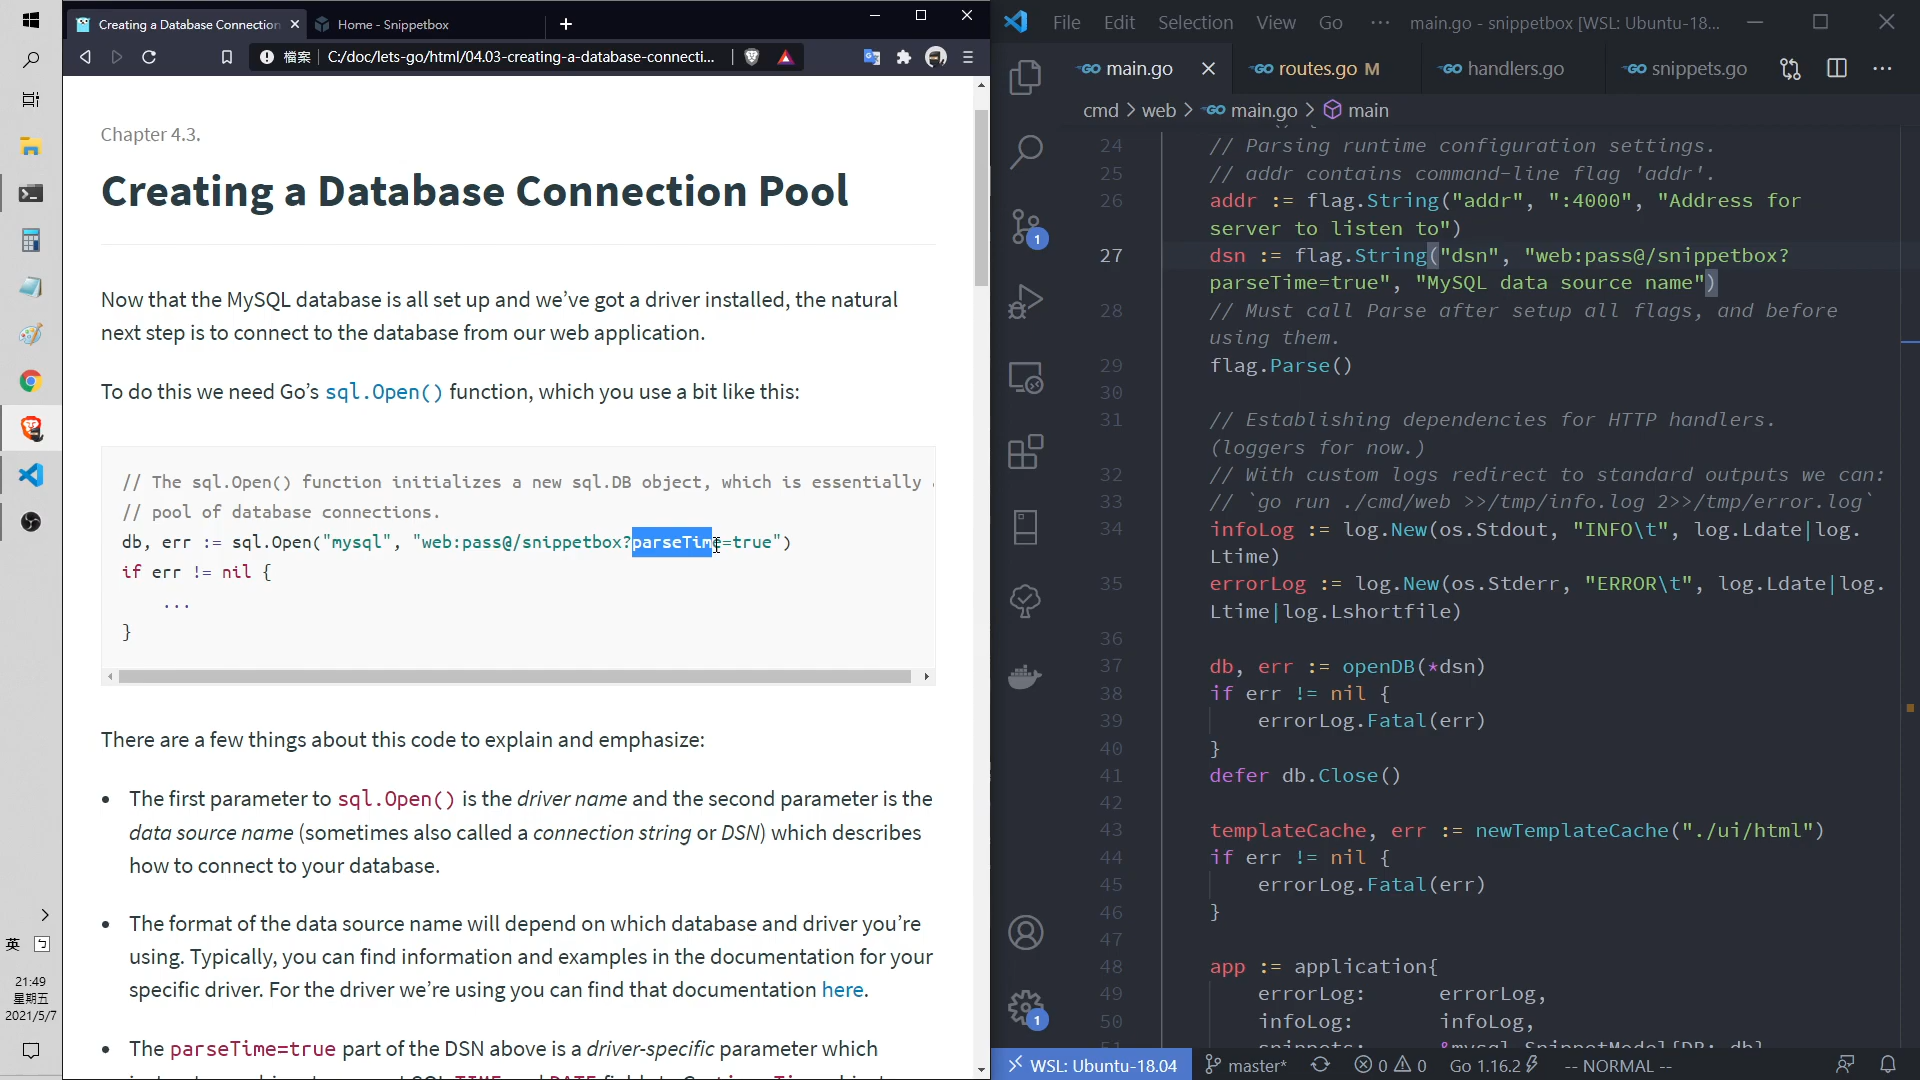 Creating a Database Connection
Home - Snippetbox
檔案
C:/doc/lets-go/html/04.03-creating-a-database-connecti...
Chapter 4.3.
Creating a Database Connection Pool
Now that the MySQL database is all set up and we’ve got a driver installed, the natural
next step is to connect to the database from our web application.
To do this we need Go’s sql.Open() function, which you use a bit like this:
// The sql.Open() function initializes a new sql.DB object, which is essentially
// pool of database connections.
db, err := sql.Open("mysql", "web:pass@/snippetbox?parseTime=true")
if err != nil {
...
}
There are a few things about this code to explain and emphasize:
• The first parameter to sql.Open() is the driver name and the second parameter is the
data source name (sometimes also called a connection string or DSN) which describes
how to connect to your database.
• The format of the data source name will depend on which database and driver you’re
using. Typically, you can find information and examples in the documentation for your
specific driver. For the driver we’re using you can find that documentation here.
• The parseTime=true part of the DSN above is a driver-specific parameter which
英
21:49
星期五
2021/5/7
File Edit Selection View Go ··· main.go - snippetbox [WSL: Ubuntu-18...
main.go
routes.go M
handlers.go
snippets.go
cmd > web > main.go > main
24 // Parsing runtime configuration settings.
25 // addr contains command-line flag 'addr'.
26 addr := flag.String("addr", ":4000", "Address for
server to listen to")
27 dsn := flag.String("dsn", "web:pass@/snippetbox?
parseTime=true", "MySQL data source name")
28 // Must call Parse after setup all flags, and before
using them.
29 flag.Parse()
30
31 // Establishing dependencies for HTTP handlers.
(loggers for now.)
32 // With custom logs redirect to standard outputs we can:
33 // `go run ./cmd/web >>/tmp/info.log 2>>/tmp/error.log`
34 infoLog := log.New(os.Stdout, "INFO\t", log.Ldate|log.
Ltime)
35 errorLog := log.New(os.Stderr, "ERROR\t", log.Ldate|log.
Ltime|log.Lshortfile)
36
37 db, err := openDB(*dsn)
38 if err != nil {
39 errorLog.Fatal(err)
40 }
41 defer db.Close()
42
43 templateCache, err := newTemplateCache("./ui/html")
44 if err != nil {
45 errorLog.Fatal(err)
46 }
47
48 app := application{
49 errorLog: errorLog,
50 infoLog: infoLog,
51 snippets: &mysql.SnippetModel{DB: db}
1
1
WSL: Ubuntu-18.04 master* 0 0 Go 1.16.2 -- NORMAL --